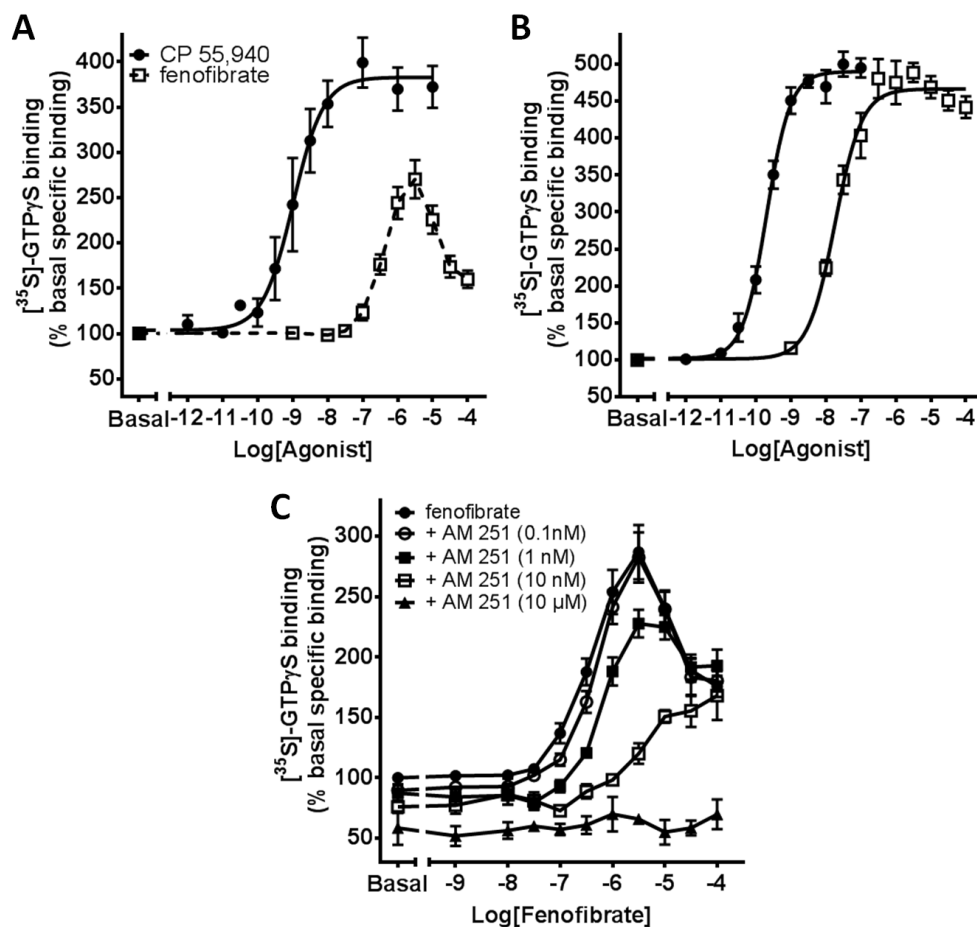 A
CP 55,940
fenofibrate
[³⁵S]-GTPγS binding
(% basal specific binding)
400
350
300
250
200
150
100
50
Basal -12 -11 -10 -9 -8 -7 -6 -5 -4
Log[Agonist]
B
[³⁵S]-GTPγS binding
(% basal specific binding)
500
450
400
350
300
250
200
150
100
50
Basal -12 -11 -10 -9 -8 -7 -6 -5 -4
Log[Agonist]
C
fenofibrate
+ AM 251 (0.1nM)
+ AM 251 (1 nM)
+ AM 251 (10 nM)
+ AM 251 (10 µM)
[³⁵S]-GTPγS binding
(% basal specific binding)
300
250
200
150
100
50
Basal -9 -8 -7 -6 -5 -4
Log[Fenofibrate]